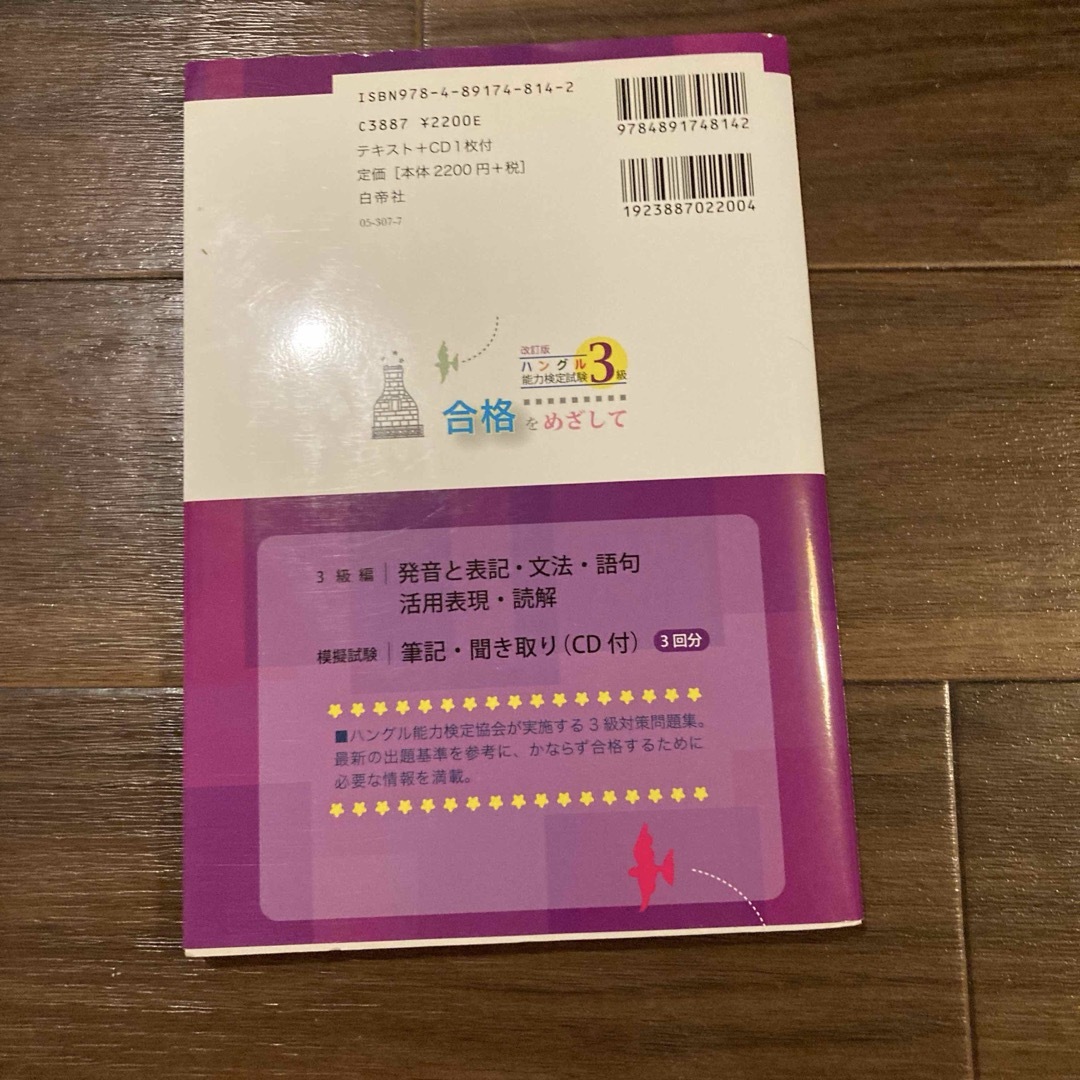 ISBN978-4-89174-814-2
C3887 ¥2200E
テキスト+CD1枚付
定価［本体2200円+税］
白帝社
05-307-7
9784891748142
1923887022004
改訂版
ハングル
能力検定試験3級
合格をめざして
3級編｜発音と表記・文法・語句
活用表現・読解
模擬試験｜筆記・聞き取り（CD付） 3回分
■ハングル能力検定協会が実施する3級対策問題集。
最新の出題基準を参考に、かならず合格するために
必要な情報を満載。